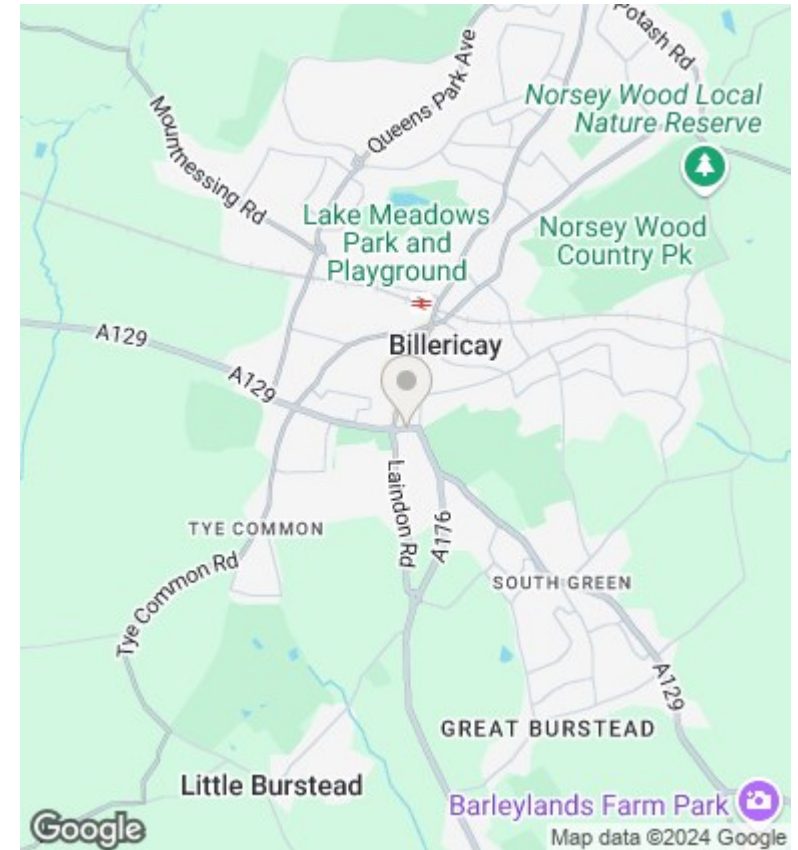 Potash Rd
Queens Park Ave
Norsey Wood Local
Nature Reserve
Mountnessing Rd
Lake Meadows
Park and
Playground
Norsey Wood
Country Pk
A129
Billericay
A129
Laindon Rd
A176
TYE COMMON
Tye Common Rd
SOUTH GREEN
A129
GREAT BURSTEAD
Little Burstead
Barleylands Farm Park
Google
Map data ©2024 Google